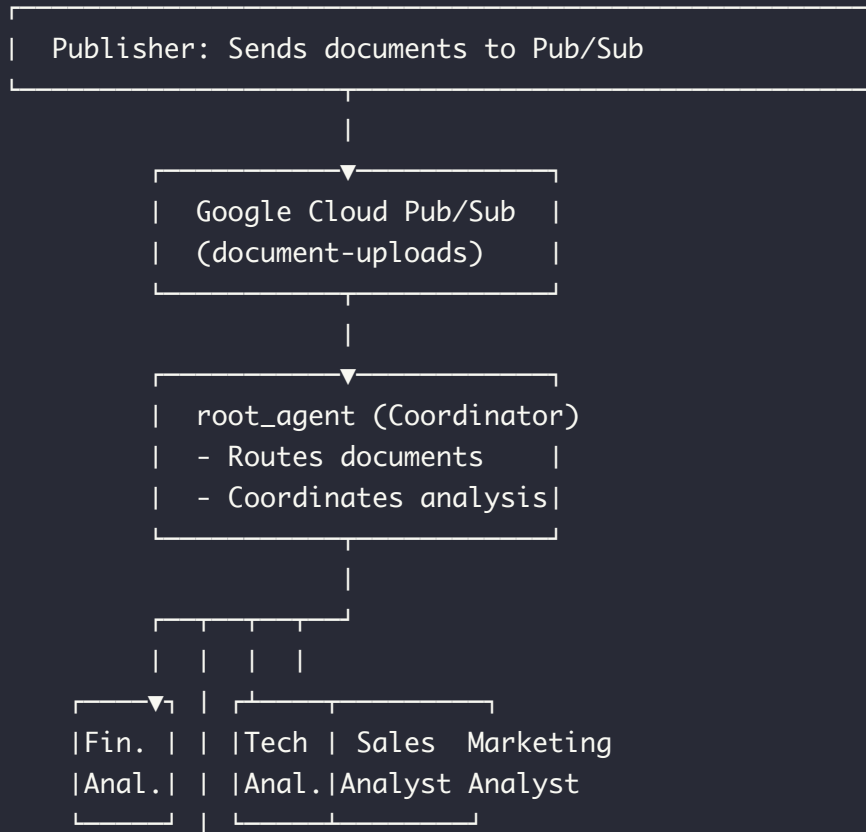 Publisher: Sends documents to Pub/Sub
Google Cloud Pub/Sub
(document-uploads)
root_agent (Coordinator)
- Routes documents
- Coordinates analysis
Fin. Tech Sales Marketing
Anal. Anal. Analyst Analyst